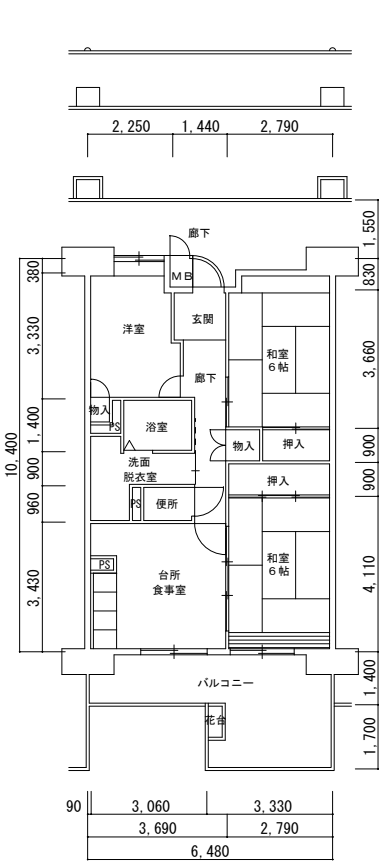 2,250 1,440 2,790
1,550
廊下
380
MB
830
3,330
洋室
玄関
和室
6帖
3,660
廊下
10,400
物入
PS
浴室
1,400
物入
押入
900
洗面
脱衣室
900
押入
900
PS
便所
960
和室
6帖
4,110
PS
台所
食事室
3,430
バルコニー
1,400
花台
1,700
90 3,060 3,330
3,690 2,790
6,480